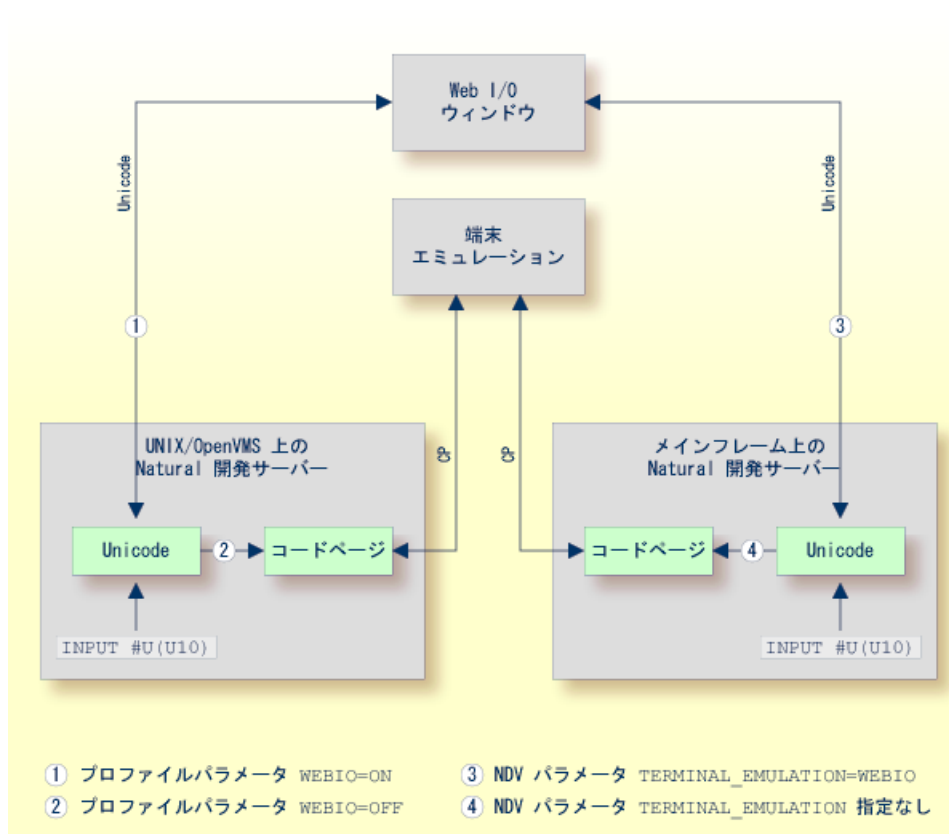 Web I/O
ウィンドウ
Unicode
Unicode
端末
エミュレーション
①
③
UNIX/OpenVMS 上の
Natural 開発サーバー
CP
CP
メインフレーム上の
Natural 開発サーバー
Unicode
②
コードページ
コードページ
④
Unicode
INPUT #U(U10)
INPUT #U(U10)
① プロファイルパラメータ WEBIO=ON
② プロファイルパラメータ WEBIO=OFF
③ NDV パラメータ TERMINAL_EMULATION=WEBIO
④ NDV パラメータ TERMINAL_EMULATION 指定なし